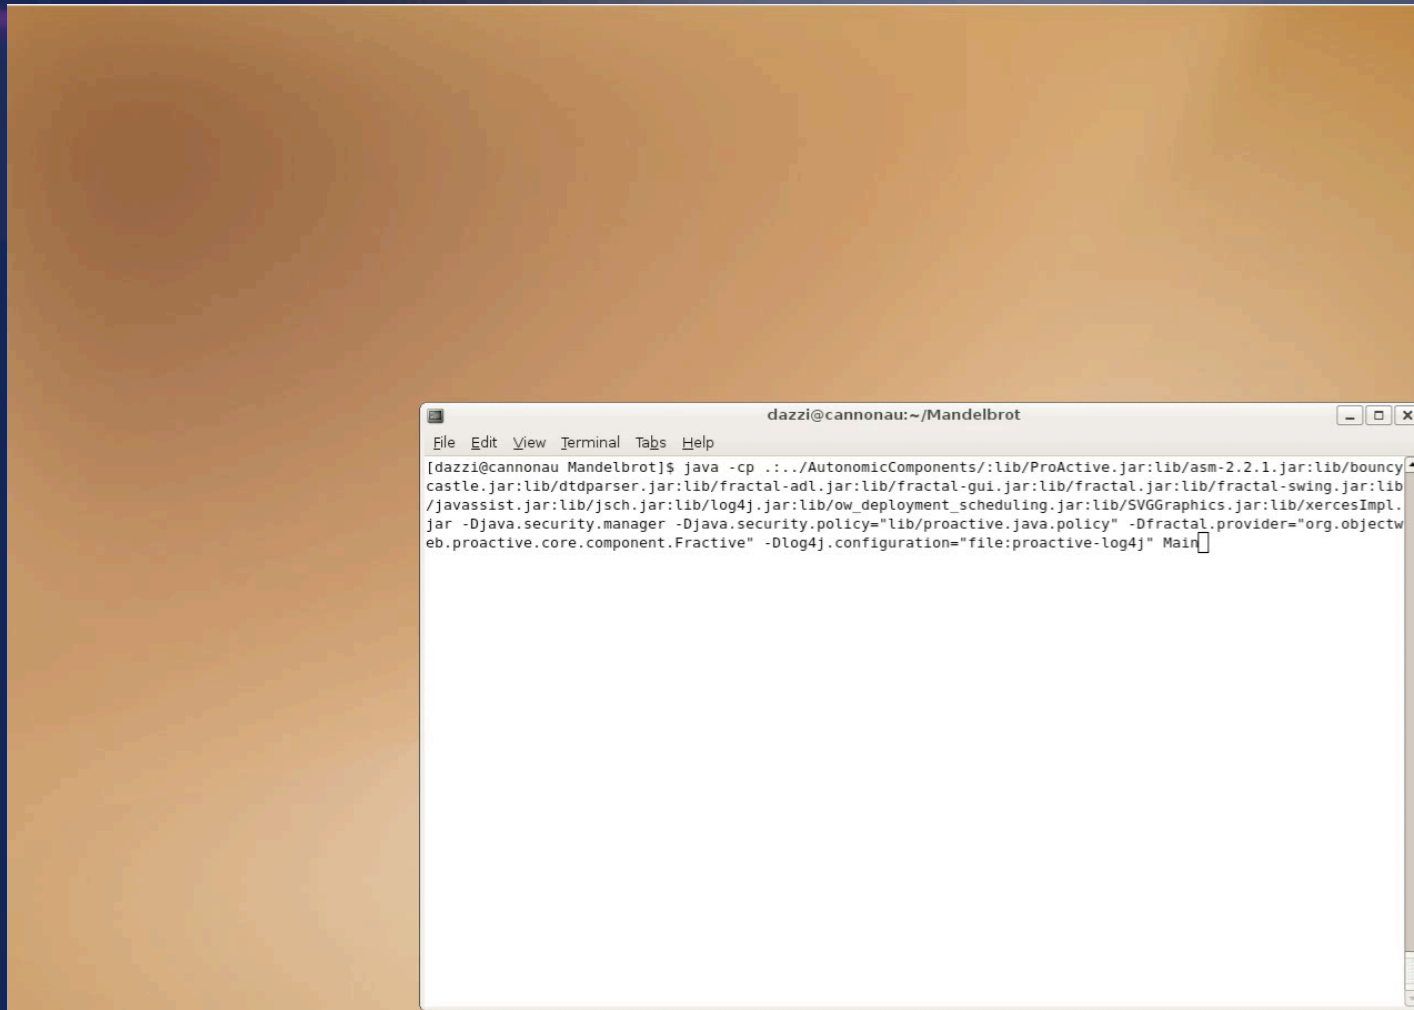 dazzi@cannonau:~/Mandelbrot
File Edit View Terminal Tabs Help
[dazzi@cannonau Mandelbrot]$ java -cp .:../AutonomicComponents/:lib/ProActive.jar:lib/asm-2.2.1.jar:lib/bouncy
castle.jar:lib/dtdparser.jar:lib/fractal-adl.jar:lib/fractal-gui.jar:lib/fractal.jar:lib/fractal-swing.jar:lib
/javassist.jar:lib/jsch.jar:lib/log4j.jar:lib/ow_deployment_scheduling.jar:lib/SVGGraphics.jar:lib/xercesImpl.
jar -Djava.security.manager -Djava.security.policy="lib/proactive.java.policy" -Dfractal.provider="org.objectw
eb.proactive.core.component.Fractive" -Dlog4j.configuration="file:proactive-log4j" Main